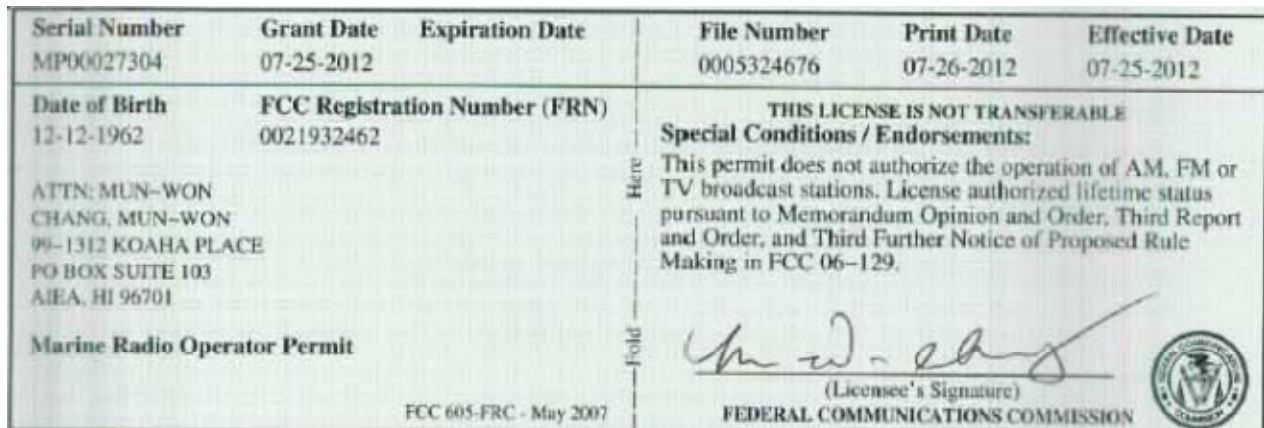 Serial Number Grant Date Expiration Date
MP00027304 07-25-2012
Date of Birth FCC Registration Number (FRN)
12-12-1962 0021932462
ATTN: MUN-WON
CHANG, MUN-WON
99-1312 KOAHA PLACE
PO BOX SUITE 103
AIEA, HI 96701
Marine Radio Operator Permit
FCC 605-FRC - May 2007
Fold Here
File Number Print Date Effective Date
0005324676 07-26-2012 07-25-2012
THIS LICENSE IS NOT TRANSFERABLE
Special Conditions / Endorsements:
This permit does not authorize the operation of AM, FM or
TV broadcast stations. License authorized lifetime status
pursuant to Memorandum Opinion and Order, Third Report
and Order, and Third Further Notice of Proposed Rule
Making in FCC 06-129.
(Licensee's Signature)
FEDERAL COMMUNICATIONS COMMISSION